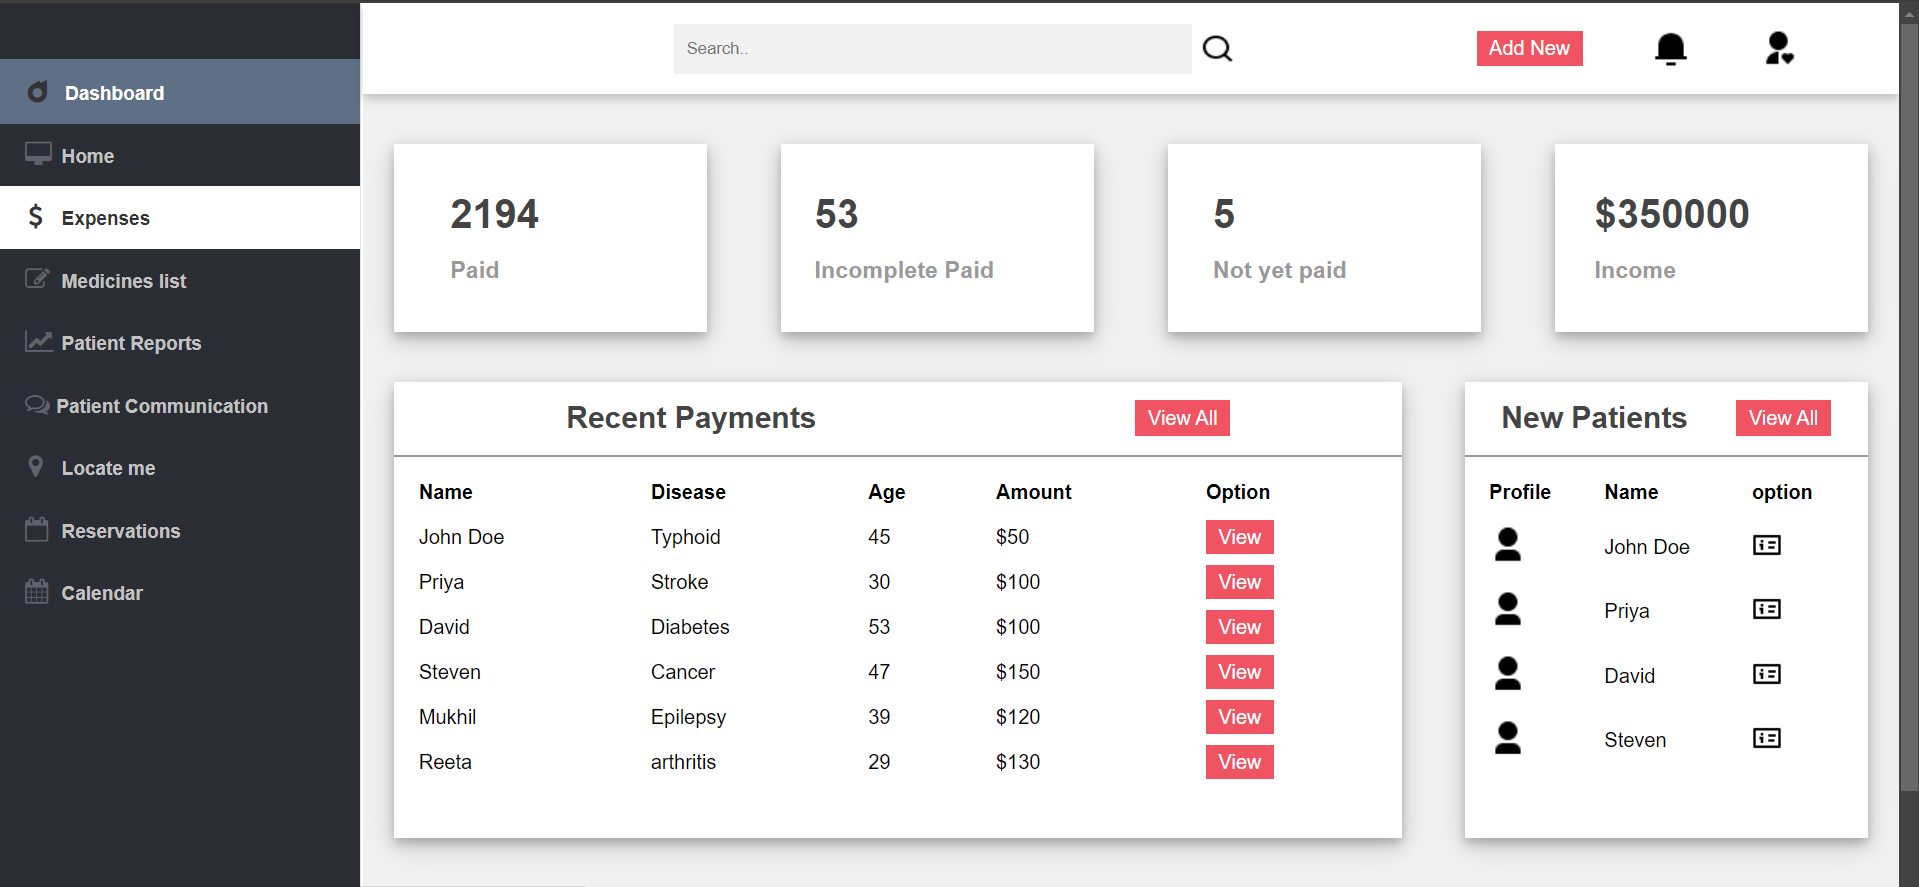 Search..
Add New
Dashboard
Home
Expenses
Medicines list
Patient Reports
Patient Communication
Locate me
Reservations
Calendar
2194
Paid
53
Incomplete Paid
5
Not yet paid
$350000
Income
Recent Payments View All
Name Disease Age Amount Option
John Doe Typhoid 45 $50 View
Priya Stroke 30 $100 View
David Diabetes 53 $100 View
Steven Cancer 47 $150 View
Mukhil Epilepsy 39 $120 View
Reeta arthritis 29 $130 View
New Patients View All
Profile Name option
John Doe
Priya
David
Steven